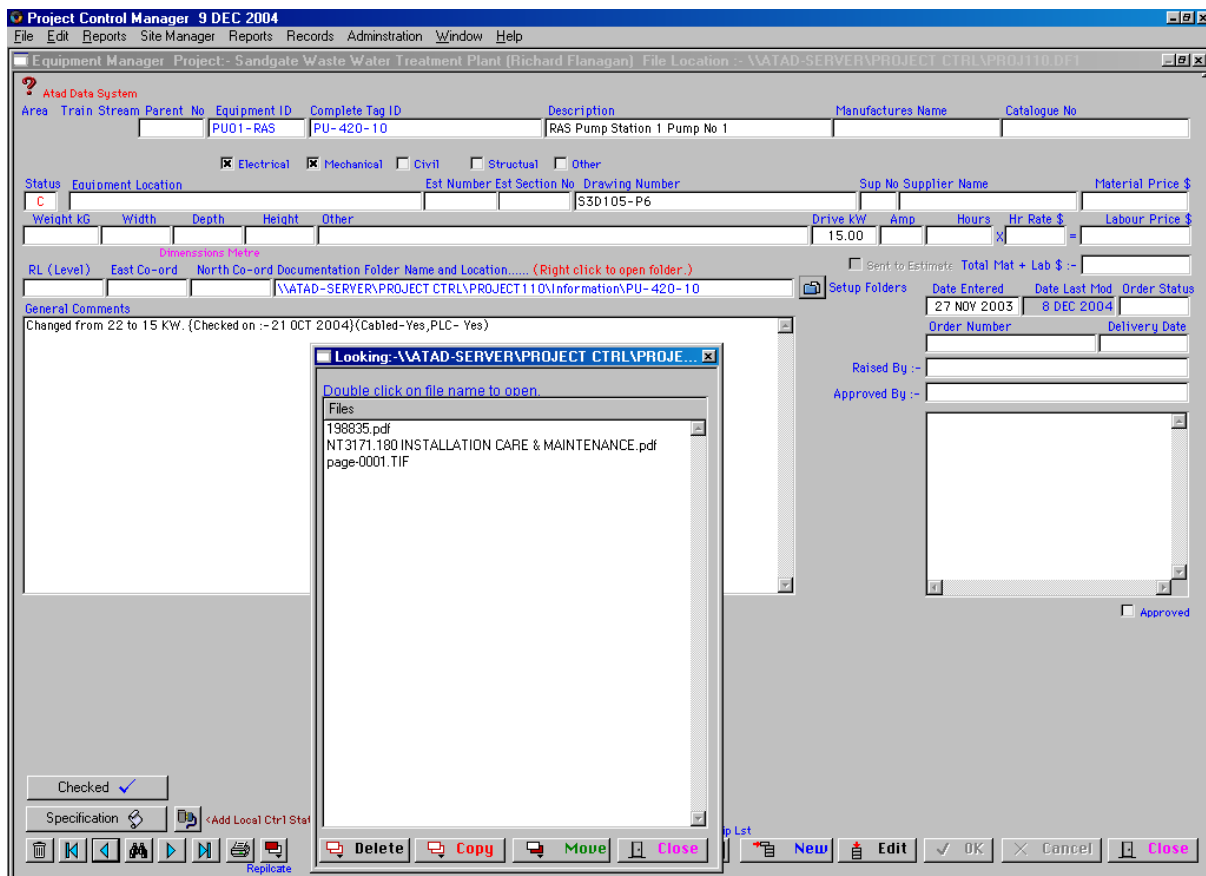 Project Control Manager 9 DEC 2004
File Edit Reports Site Manager Reports Records Adminstration Window Help
Equipment Manager Project:- Sandgate Waste Water Treatment Plant (Richard Flanagan) File Location :- \\ATAD-SERVER\PROJECT CTRL\PROJ110.DF1
? Atad Data System
Area Train Stream Parent No Equipment ID Complete Tag ID Description Manufactures Name Catalogue No
PU01-RAS PU-420-10 RAS Pump Station 1 Pump No 1
Electrical Mechanical Civil Structual Other
Status Equipment Location Est Number Est Section No Drawing Number Sup No Supplier Name Material Price $
C S3D105-P6
Weight kG Width Depth Height Other Drive kW Amp Hours Hr Rate $ Labour Price $
15.00 X =
Dimenssions Metre
RL (Level) East Co-ord North Co-ord Documentation Folder Name and Location...... (Right click to open folder.) Sent to Estimate Total Mat + Lab $ :-
\\ATAD-SERVER\PROJECT CTRL\PROJECT110\Information\PU-420-10 Setup Folders Date Entered Date Last Mod Order Status
General Comments 27 NOV 2003 8 DEC 2004
Changed from 22 to 15 KW. {Checked on :-21 OCT 2004}(Cabled-Yes,PLC- Yes) Order Number Delivery Date
Looking:-\\ATAD-SERVER\PROJECT CTRL\PROJE...
Raised By :-
Double click on file name to open. Approved By :-
Files
198835.pdf
NT3171.180 INSTALLATION CARE & MAINTENANCE.pdf
page-0001.TIF
Approved
Checked
Specification <Add Local Ctrl Stat
ip Lst
Delete Copy Move Close New Edit OK Cancel Close
Replicate